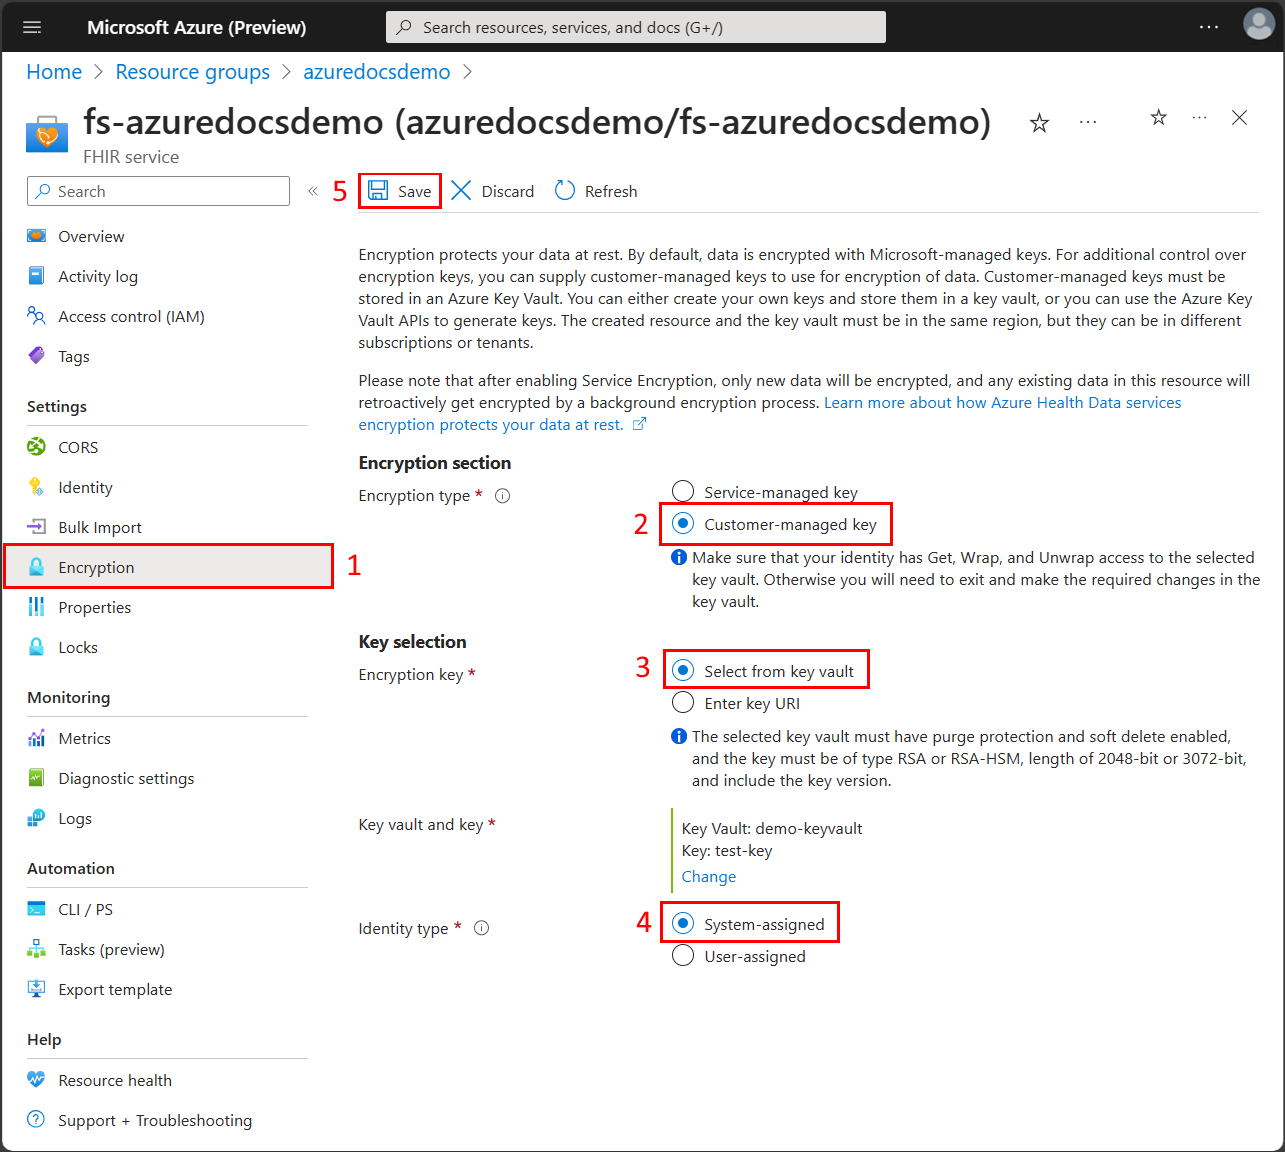 Microsoft Azure (Preview)
Search resources, services, and docs (G+/)
Home > Resource groups > azuredocsdemo >
fs-azuredocsdemo (azuredocsdemo/fs-azuredocsdemo)
FHIR service
Search
«
5
Save
Discard
Refresh
Overview
Activity log
Access control (IAM)
Tags
Settings
CORS
Identity
Bulk Import
Encryption
1
Properties
Locks
Monitoring
Metrics
Diagnostic settings
Logs
Automation
CLI / PS
Tasks (preview)
Export template
Help
Resource health
Support + Troubleshooting
Encryption protects your data at rest. By default, data is encrypted with Microsoft-managed keys. For additional control over
encryption keys, you can supply customer-managed keys to use for encryption of data. Customer-managed keys must be
stored in an Azure Key Vault. You can either create your own keys and store them in a key vault, or you can use the Azure Key
Vault APIs to generate keys. The created resource and the key vault must be in the same region, but they can be in different
subscriptions or tenants.
Please note that after enabling Service Encryption, only new data will be encrypted, and any existing data in this resource will
retroactively get encrypted by a background encryption process. Learn more about how Azure Health Data services
encryption protects your data at rest.
Encryption section
Encryption type *
Service-managed key
2
Customer-managed key
Make sure that your identity has Get, Wrap, and Unwrap access to the selected
key vault. Otherwise you will need to exit and make the required changes in the
key vault.
Key selection
Encryption key *
3
Select from key vault
Enter key URI
The selected key vault must have purge protection and soft delete enabled,
and the key must be of type RSA or RSA-HSM, length of 2048-bit or 3072-bit,
and include the key version.
Key vault and key *
Key Vault: demo-keyvault
Key: test-key
Change
Identity type *
4
System-assigned
User-assigned